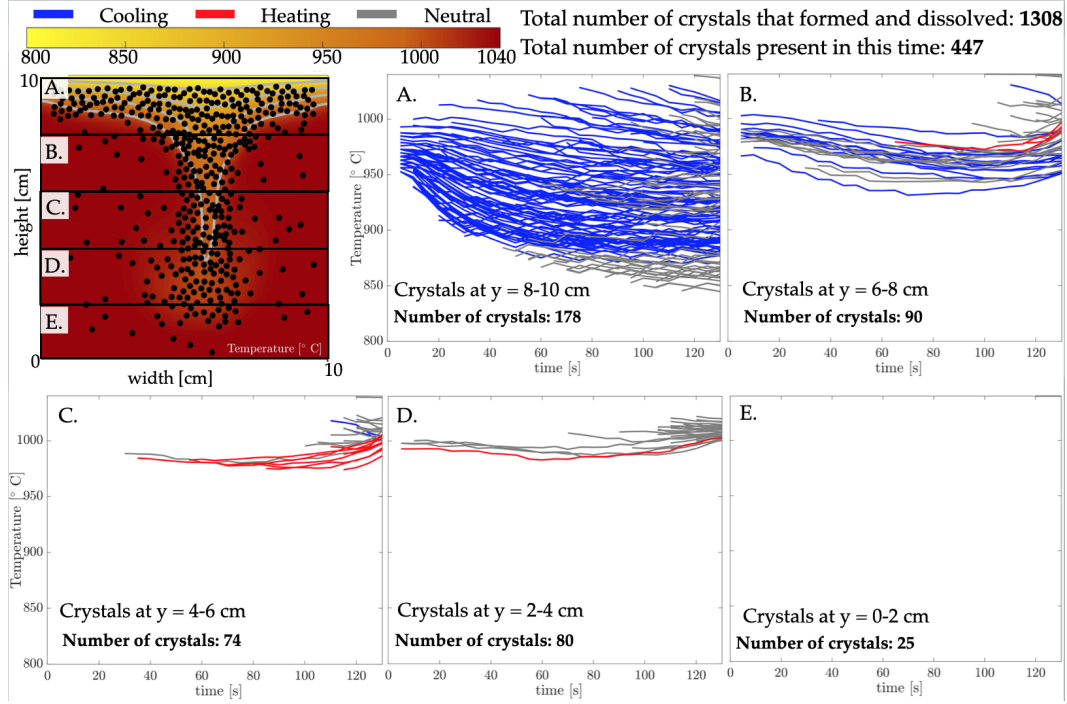 Cooling Heating Neutral
Total number of crystals that formed and dissolved: 1308
Total number of crystals present in this time: 447
800 850 900 950 1000 1040
10
A.
B.
C.
D.
E.
height [cm]
0
Temperature [° C]
width [cm]
10
A.
1000
950
900
850
800
Temperature [° C]
Crystals at y = 8-10 cm
Number of crystals: 178
0 20 40 60 80 100 120
time [s]
B.
Crystals at y = 6-8 cm
Number of crystals: 90
0 20 40 60 80 100 120
time [s]
C.
1000
950
900
850
800
Temperature [° C]
Crystals at y = 4-6 cm
Number of crystals: 74
0 20 40 60 80 100 120
time [s]
D.
Crystals at y = 2-4 cm
Number of crystals: 80
0 20 40 60 80 100 120
time [s]
E.
Crystals at y = 0-2 cm
Number of crystals: 25
0 20 40 60 80 100 120
time [s]